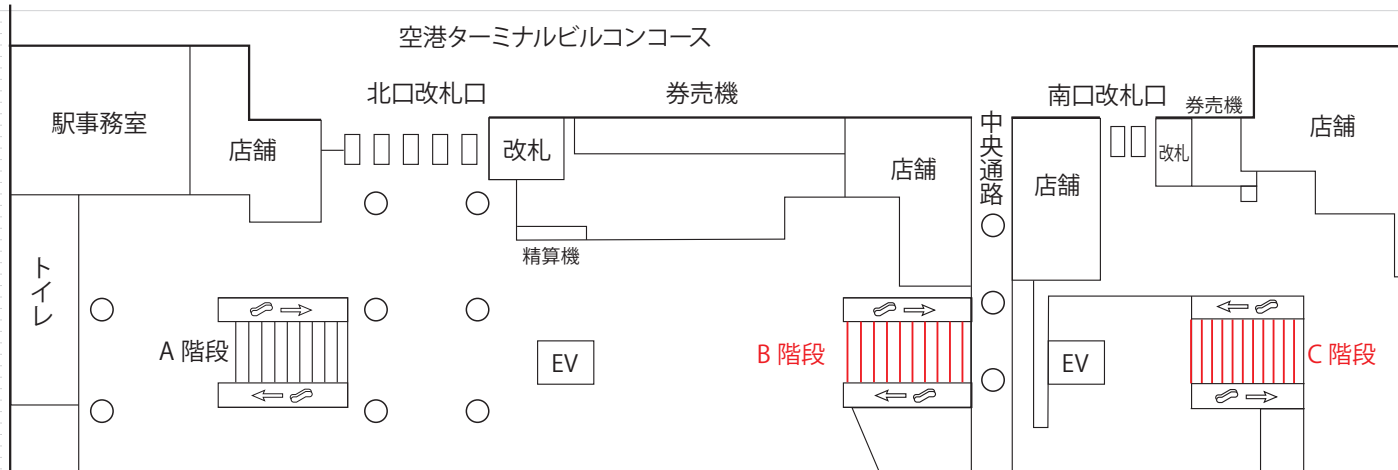 空港ターミナルビルコンコース
北口改札口
券売機
南口改札口
券売機
駅事務室
店舗
改札
店舗
中央通路
店舗
改札
店舗
精算機
トイレ
A 階段
EV
B 階段
EV
C 階段